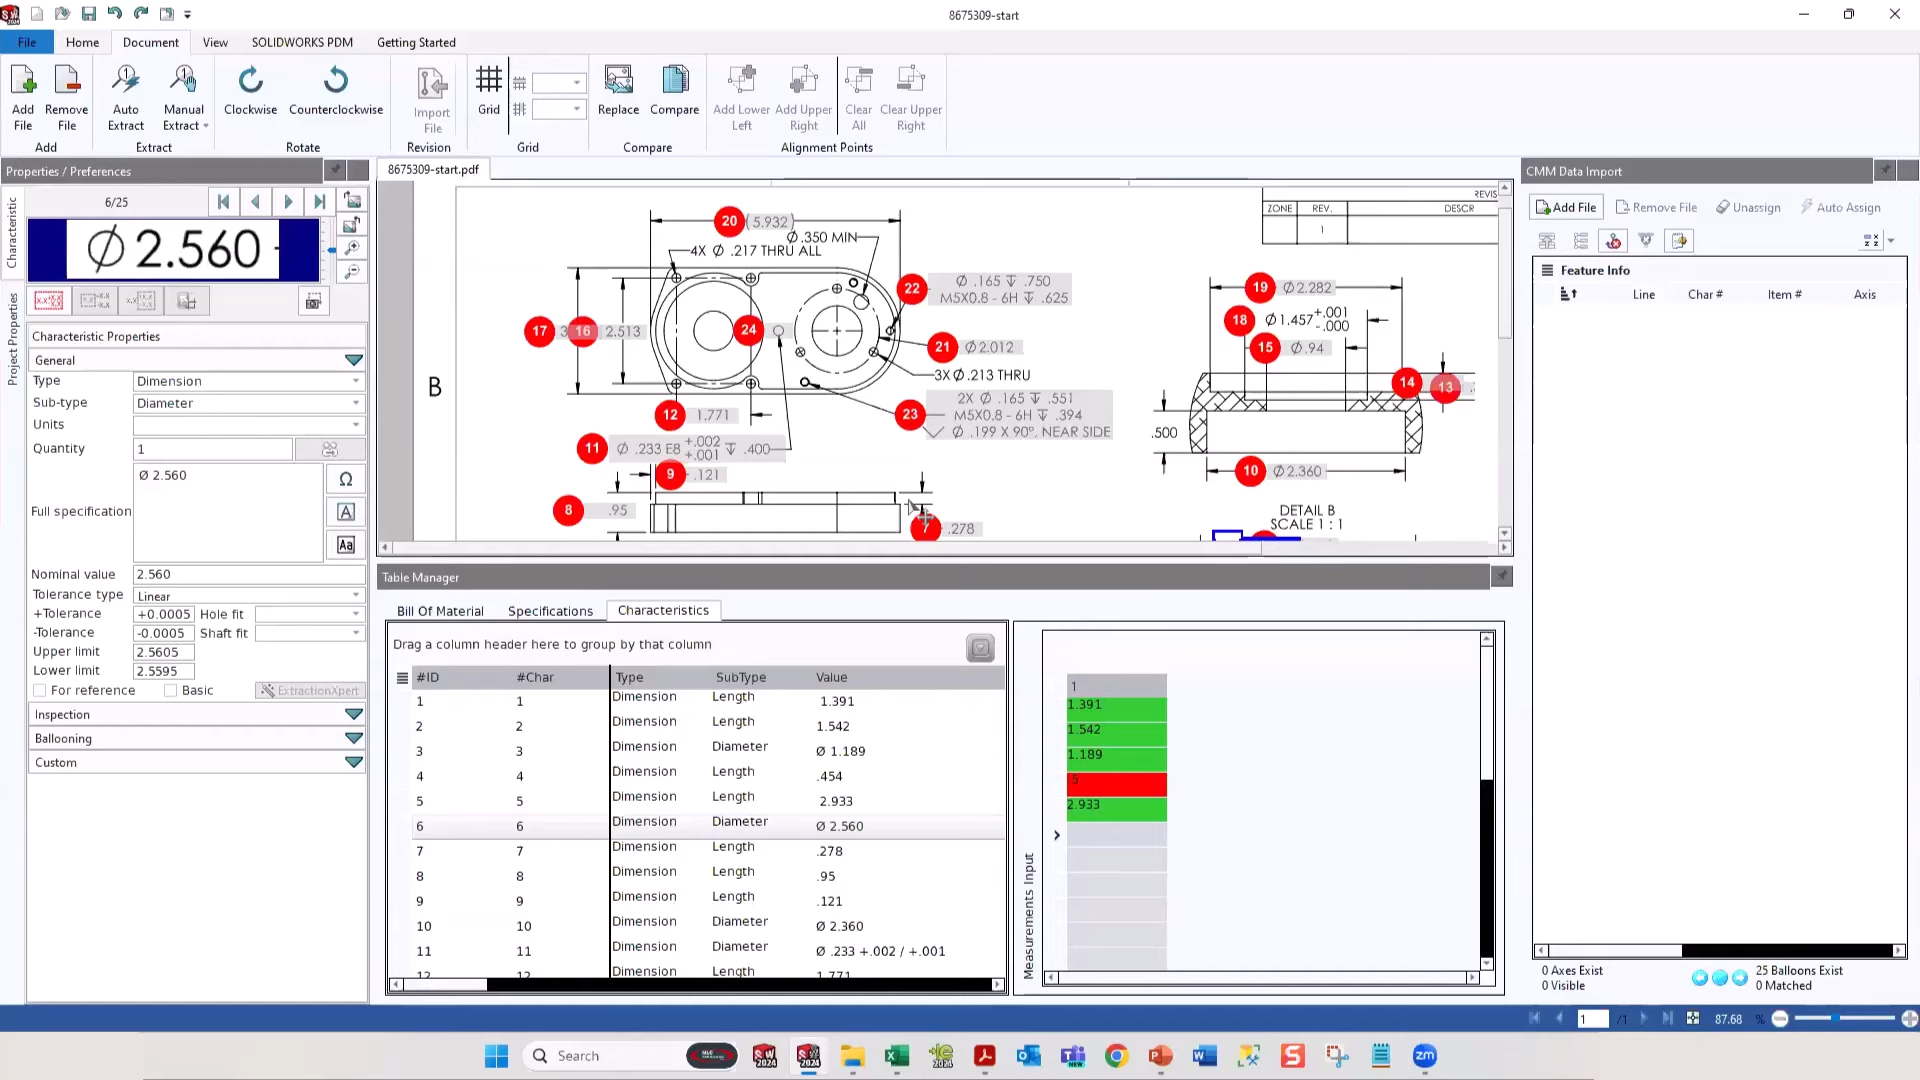 8675309-start
File Home Document View SOLIDWORKS PDM Getting Started
Add File
Remove File
Auto Extract
Manual Extract
Clockwise
Counterclockwise
Import File
Grid
Replace
Compare
Add Lower Left
Add Upper Right
Clear All
Clear Upper Right
Add
Extract
Rotate
Revision
Grid
Compare
Alignment Points
Properties / Preferences
Characteristic
Project Properties
6/25
Ø 2.560
Characteristic Properties
General
Type Dimension
Sub-type Diameter
Units
Quantity 1
Full specification Ø 2.560
Nominal value 2.560
Tolerance type Linear
+Tolerance +0.0005 Hole fit
-Tolerance -0.0005 Shaft fit
Upper limit 2.5605
Lower limit 2.5595
For reference Basic ExtractionXpert
Inspection
Ballooning
Custom
8675309-start.pdf
REVIS
ZONE REV. DESCR
1
B
20 (5.932)
Ø.350 MIN
4X Ø .217 THRU ALL
22 Ø .165 ↧ .750
M5X0.8 - 6H ↧ .625
17 3 16 2.513
24
21 Ø2.012
3X Ø.213 THRU
23 2X Ø .165 ↧ .551
M5X0.8 - 6H ↧ .394
Ø .199 X 90°, NEAR SIDE
12 1.771
11 Ø .233 E8 +.002 +.001 ↧ .400
9 .121
8 .95
7 .278
19 Ø2.282
18 Ø1.457 +.001 -.000
15 Ø.94
14 13
.500
10 Ø2.360
DETAIL B
SCALE 1 : 1
Table Manager
Bill Of Material Specifications Characteristics
Drag a column header here to group by that column
#ID #Char Type SubType Value
1 1 Dimension Length 1.391
2 2 Dimension Length 1.542
3 3 Dimension Diameter Ø 1.189
4 4 Dimension Length .454
5 5 Dimension Length 2.933
6 6 Dimension Diameter Ø 2.560
7 7 Dimension Length .278
8 8 Dimension Length .95
9 9 Dimension Length .121
10 10 Dimension Diameter Ø 2.360
11 11 Dimension Diameter Ø .233 +.002 / +.001
12 12 Dimension Length 1.771
Measurements Input
1
1.391
1.542
1.189
5
2.933
CMM Data Import
Add File Remove File Unassign Auto Assign
Feature Info
Line Char # Item # Axis
0 Axes Exist
0 Visible
25 Balloons Exist
0 Matched
1 /1 87.68 %
Search